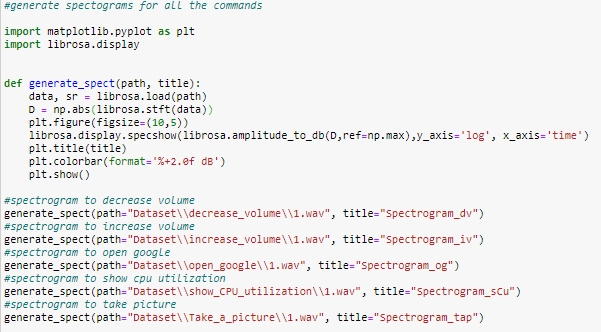 #generate spectograms for all the commands
import matplotlib.pyplot as plt
import librosa.display
def generate_spect(path, title):
    data, sr = librosa.load(path)
    D = np.abs(librosa.stft(data))
    plt.figure(figsize=(10,5))
    librosa.display.specshow(librosa.amplitude_to_db(D,ref=np.max),y_axis='log', x_axis='time')
    plt.title(title)
    plt.colorbar(format='%+2.0f dB')
    plt.show()
#spectrogram to decrease volume
generate_spect(path="Dataset\\decrease_volume\\1.wav", title="Spectrogram_dv")
#spectrogram to increase volume
generate_spect(path="Dataset\\increase_volume\\1.wav", title="Spectrogram_iv")
#spectrogram to open google
generate_spect(path="Dataset\\open_google\\1.wav", title="Spectrogram_og")
#spectrogram to show cpu utilization
generate_spect(path="Dataset\\show_CPU_utilization\\1.wav", title="Spectrogram_sCu")
#spectrogram to take picture
generate_spect(path="Dataset\\Take_a_picture\\1.wav", title="Spectrogram_tap")